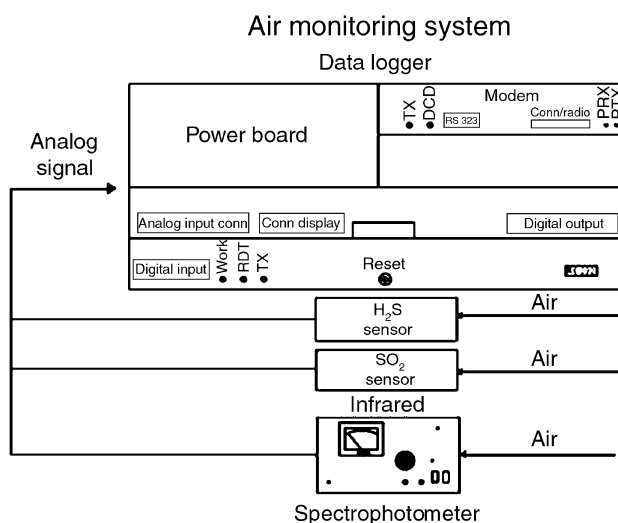 Air monitoring system
Data logger
Modem
TX
DCD
RS 323
Conn/radio
PRX
PTX
Power board
Analog
signal
Analog input conn
Conn display
Digital output
Digital input
Work
RDT
TX
Reset
H₂S
sensor
Air
SO₂
sensor
Air
Infrared
Air
Spectrophotometer